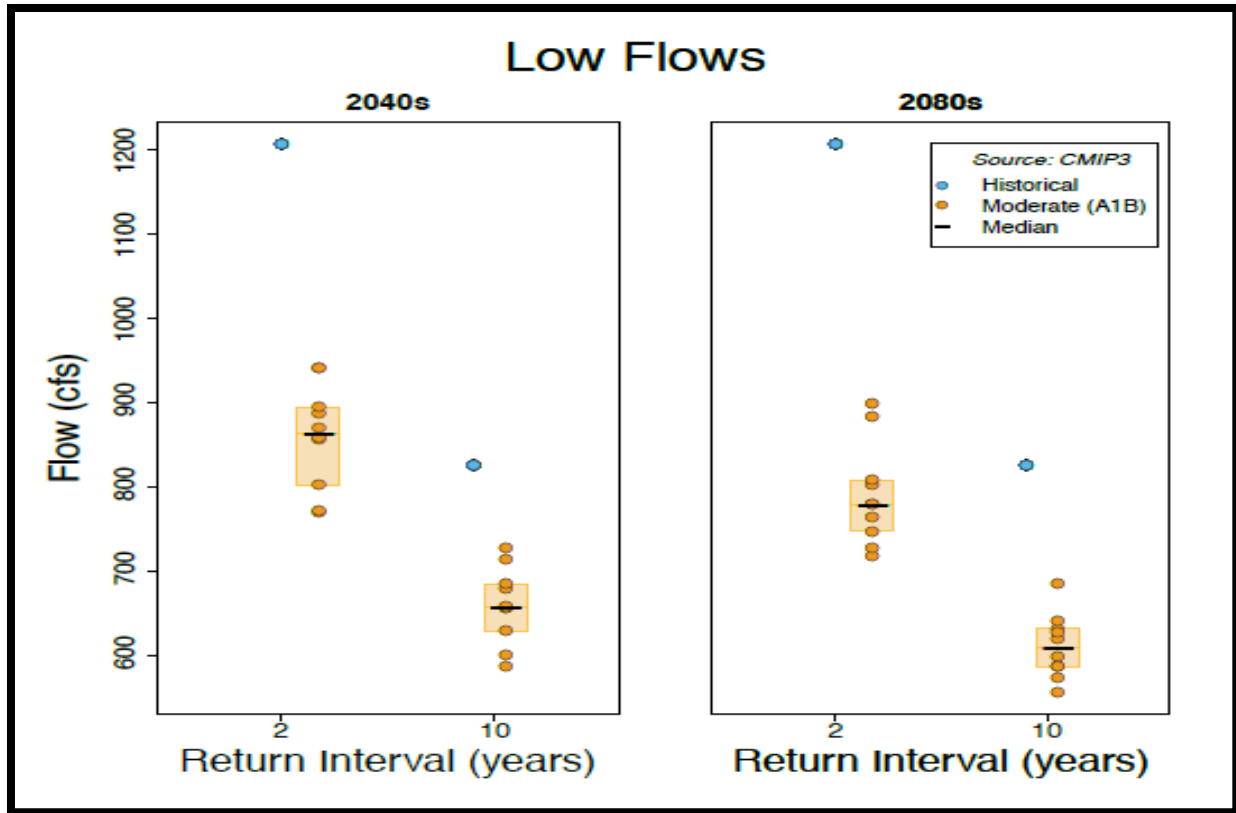 Low Flows
2040s
2080s
Flow (cfs)
1200
1100
1000
900
800
700
600
Source: CMIP3
Historical
Moderate (A1B)
Median
2 10
2 10
Return Interval (years)
Return Interval (years)